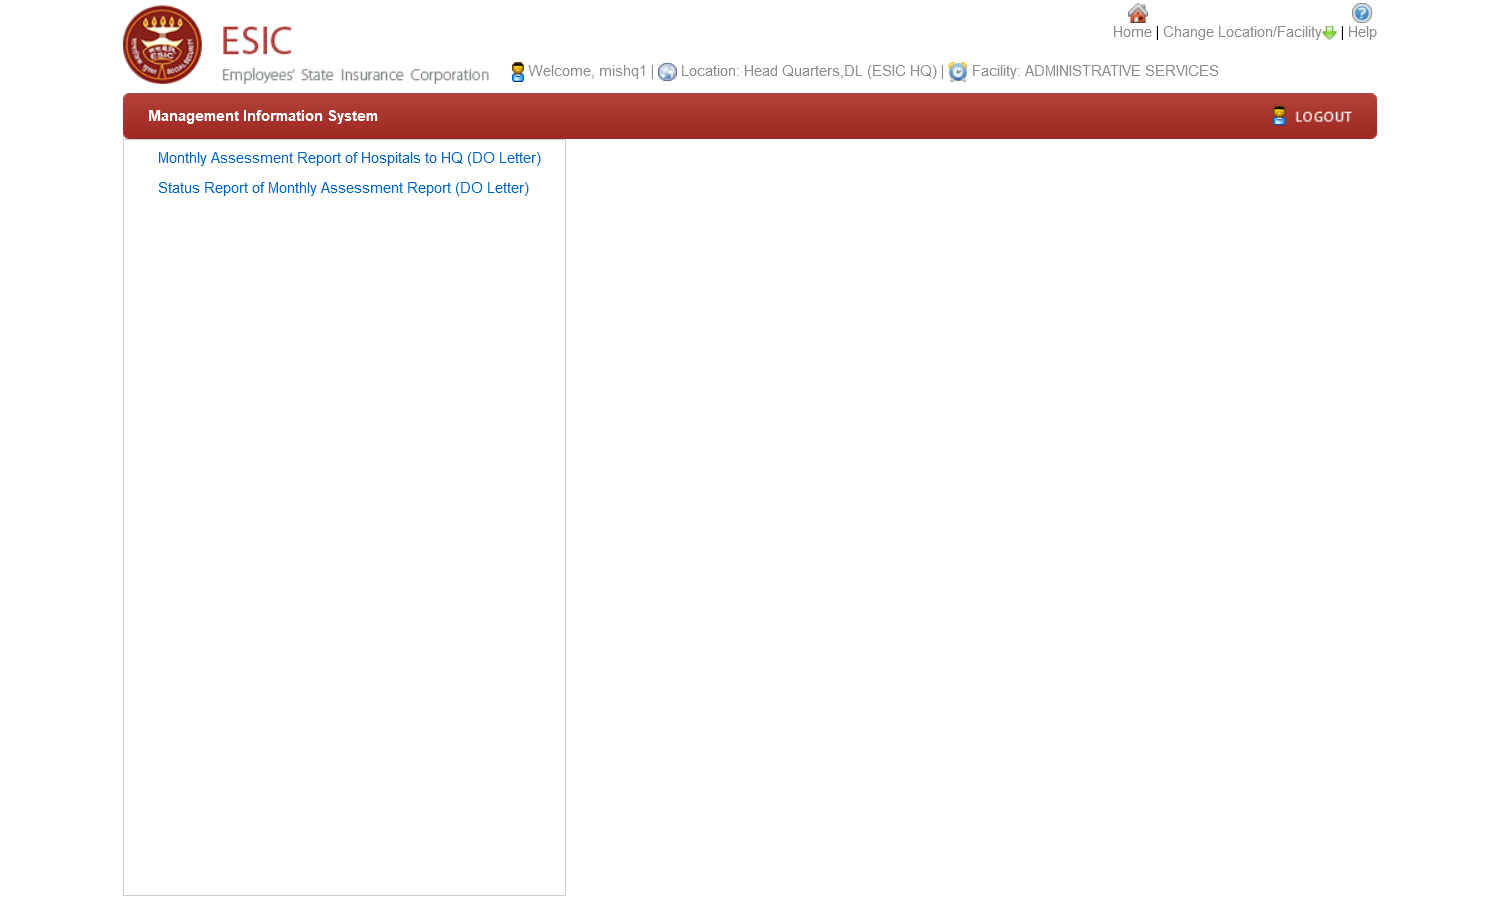 Home | Change Location/Facility | Help
ESIC
Employees' State Insurance Corporation
Welcome, mishq1 | Location: Head Quarters,DL (ESIC HQ) | Facility: ADMINISTRATIVE SERVICES
Management Information System
LOGOUT
Monthly Assessment Report of Hospitals to HQ (DO Letter)
Status Report of Monthly Assessment Report (DO Letter)